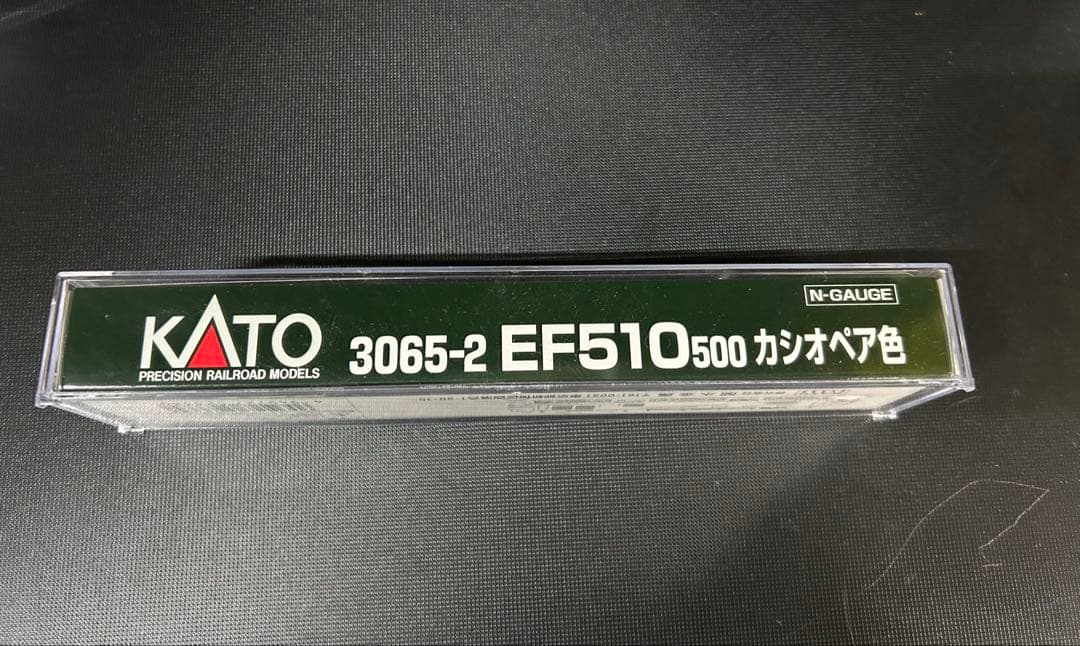 N-GAUGE
KATO
PRECISION RAILROAD MODELS
3065-2 EF510 500 カシオペア色